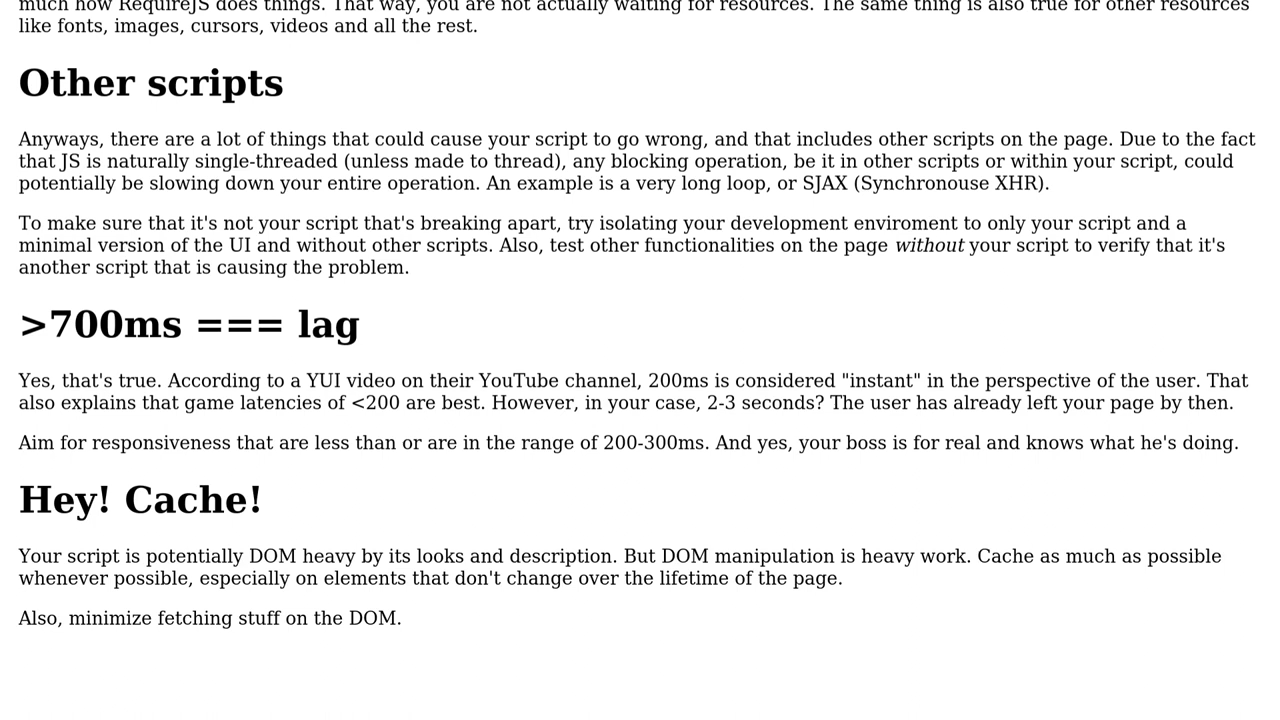 much how RequireJS does things. That way, you are not actually waiting for resources. The same thing is also true for other resources
like fonts, images, cursors, videos and all the rest.
Other scripts
Anyways, there are a lot of things that could cause your script to go wrong, and that includes other scripts on the page. Due to the fact
that JS is naturally single-threaded (unless made to thread), any blocking operation, be it in other scripts or within your script, could
potentially be slowing down your entire operation. An example is a very long loop, or SJAX (Synchronouse XHR).
To make sure that it's not your script that's breaking apart, try isolating your development enviroment to only your script and a
minimal version of the UI and without other scripts. Also, test other functionalities on the page without your script to verify that it's
another script that is causing the problem.
>700ms === lag
Yes, that's true. According to a YUI video on their YouTube channel, 200ms is considered "instant" in the perspective of the user. That
also explains that game latencies of <200 are best. However, in your case, 2-3 seconds? The user has already left your page by then.
Aim for responsiveness that are less than or are in the range of 200-300ms. And yes, your boss is for real and knows what he's doing.
Hey! Cache!
Your script is potentially DOM heavy by its looks and description. But DOM manipulation is heavy work. Cache as much as possible
whenever possible, especially on elements that don't change over the lifetime of the page.
Also, minimize fetching stuff on the DOM.